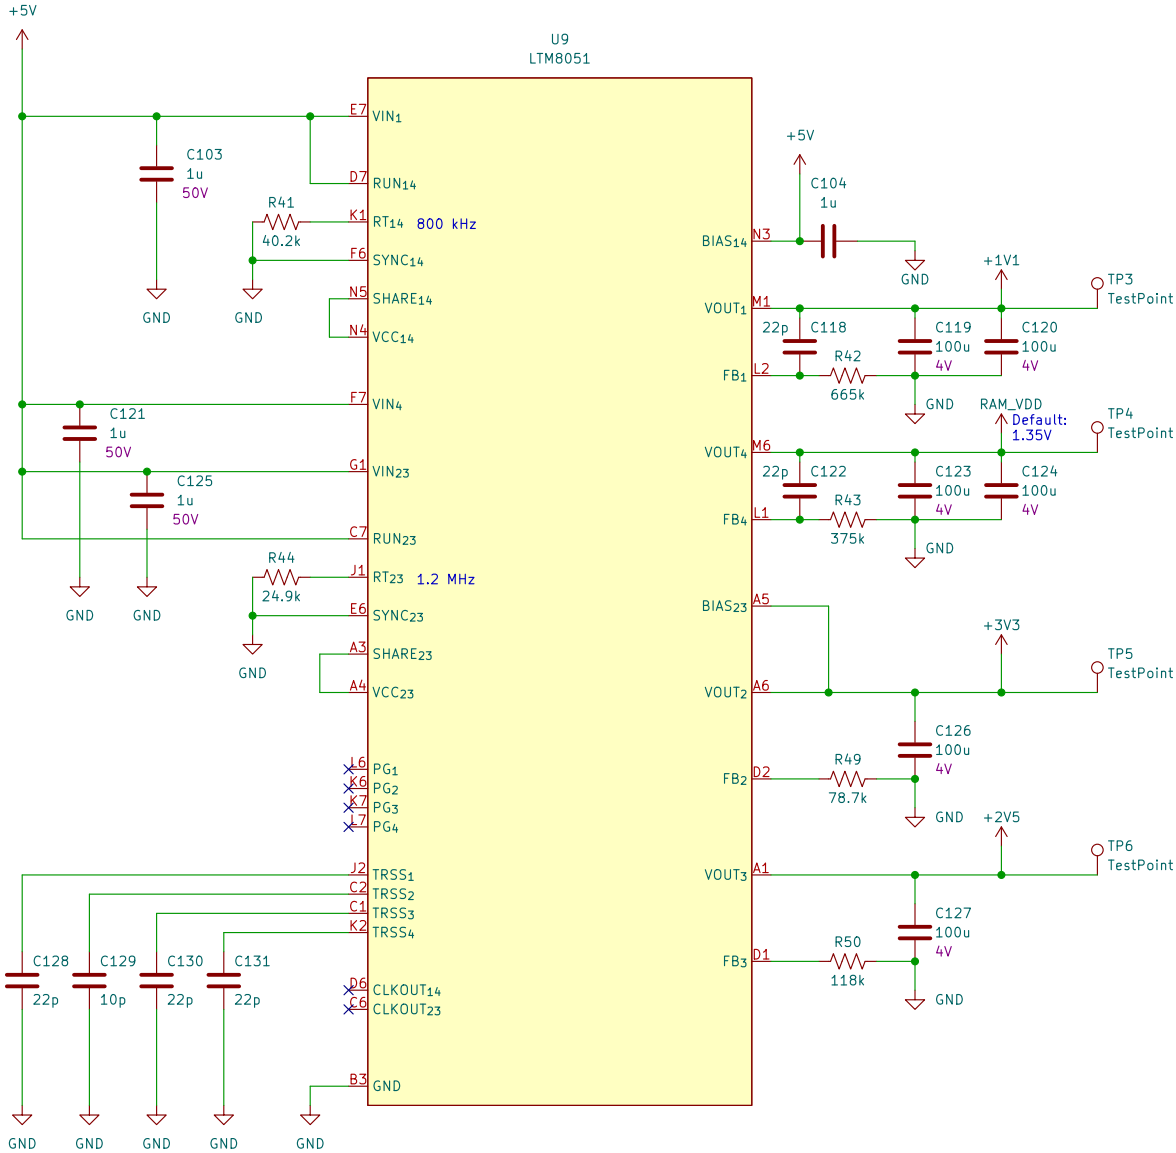 +5V
U9
LTM8051
E7 VIN1
C103
1u
50V
D7 RUN14
R41
40.2k
K1 RT14 800 kHz
F6 SYNC14
GND
GND
N5 SHARE14
N4 VCC14
F7 VIN4
C121
1u
50V
G1 VIN23
C125
1u
50V
C7 RUN23
R44
24.9k
J1 RT23 1.2 MHz
GND
GND
E6 SYNC23
GND
A3 SHARE23
A4 VCC23
L6 PG1
K6 PG2
K7 PG3
L7 PG4
J2 TRSS1
C2 TRSS2
C1 TRSS3
K2 TRSS4
C128
22p
C129
10p
C130
22p
C131
22p
D6 CLKOUT14
C6 CLKOUT23
B3 GND
GND
GND
GND
GND
GND
+5V
C104
1u
BIAS14 N3
GND
+1V1
TP3
TestPoint
VOUT1 M1
22p C118
C119
100u
4V
C120
100u
4V
R42
665k
FB1 L2
GND
RAM_VDD
Default:
1.35V
TP4
TestPoint
VOUT4 M6
22p C122
C123
100u
4V
C124
100u
4V
R43
375k
FB4 L1
GND
BIAS23 A5
+3V3
TP5
TestPoint
VOUT2 A6
C126
100u
4V
R49
78.7k
FB2 D2
GND
+2V5
TP6
TestPoint
VOUT3 A1
C127
100u
4V
R50
118k
FB3 D1
GND